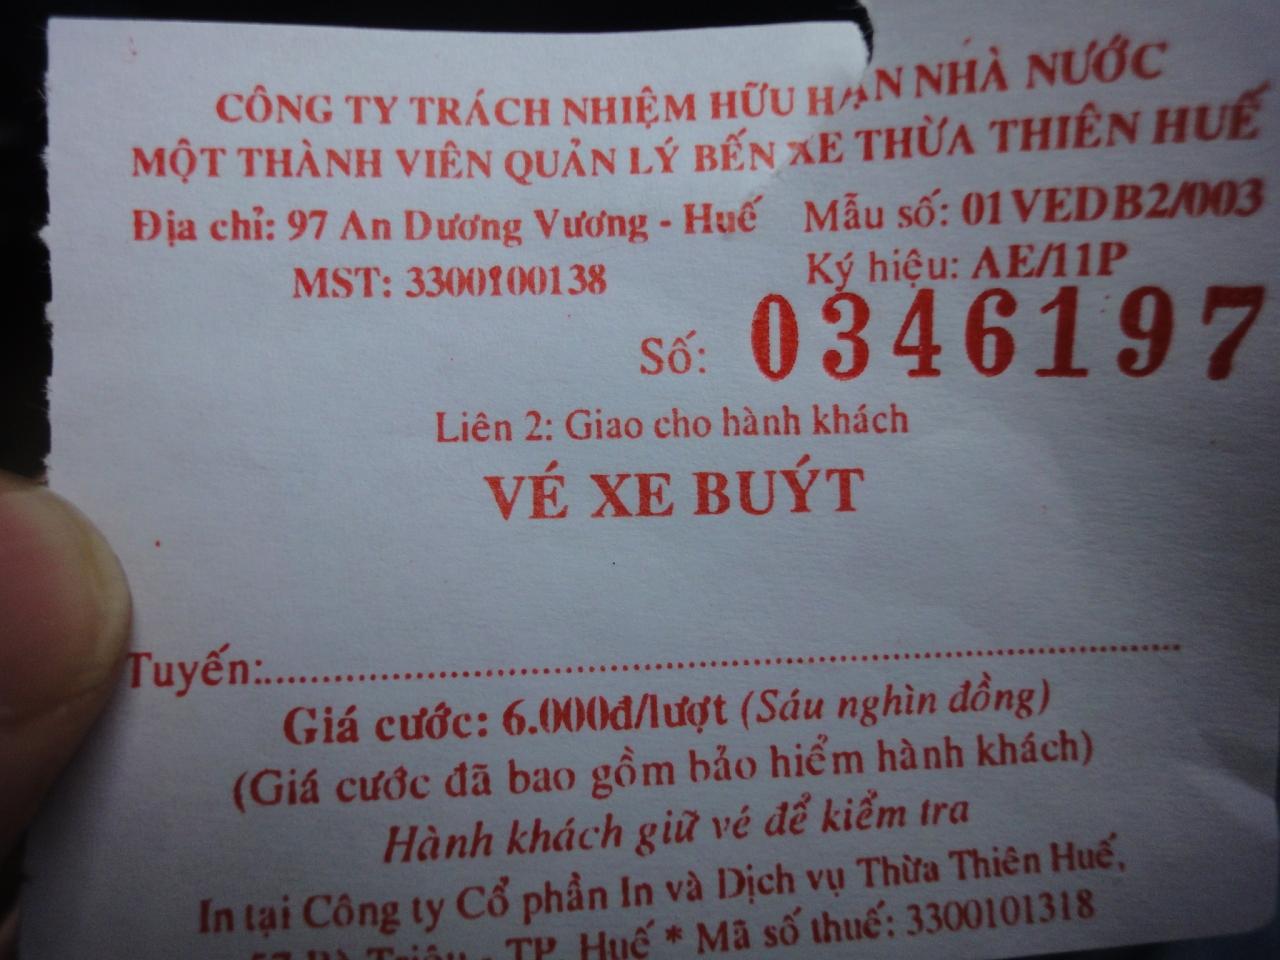 CÔNG TY TRÁCH NHIỆM HỮU HẠN NHÀ NƯỚC
MỘT THÀNH VIÊN QUẢN LÝ BẾN XE THỪA THIÊN HUẾ
Địa chỉ: 97 An Dương Vương - Huế Mẫu số: 01VEDB2/003
MST: 3300100138 Ký hiệu: AE/11P
Số: 0346197
Liên 2: Giao cho hành khách
VÉ XE BUÝT
Tuyến:........................................................................
Giá cước: 6.000đ/lượt (Sáu nghìn đồng)
(Giá cước đã bao gồm bảo hiểm hành khách)
Hành khách giữ vé để kiểm tra
In tại Công ty Cổ phần In và Dịch vụ Thừa Thiên Huế,
57 Bà Triệu - TP. Huế * Mã số thuế: 3300101318